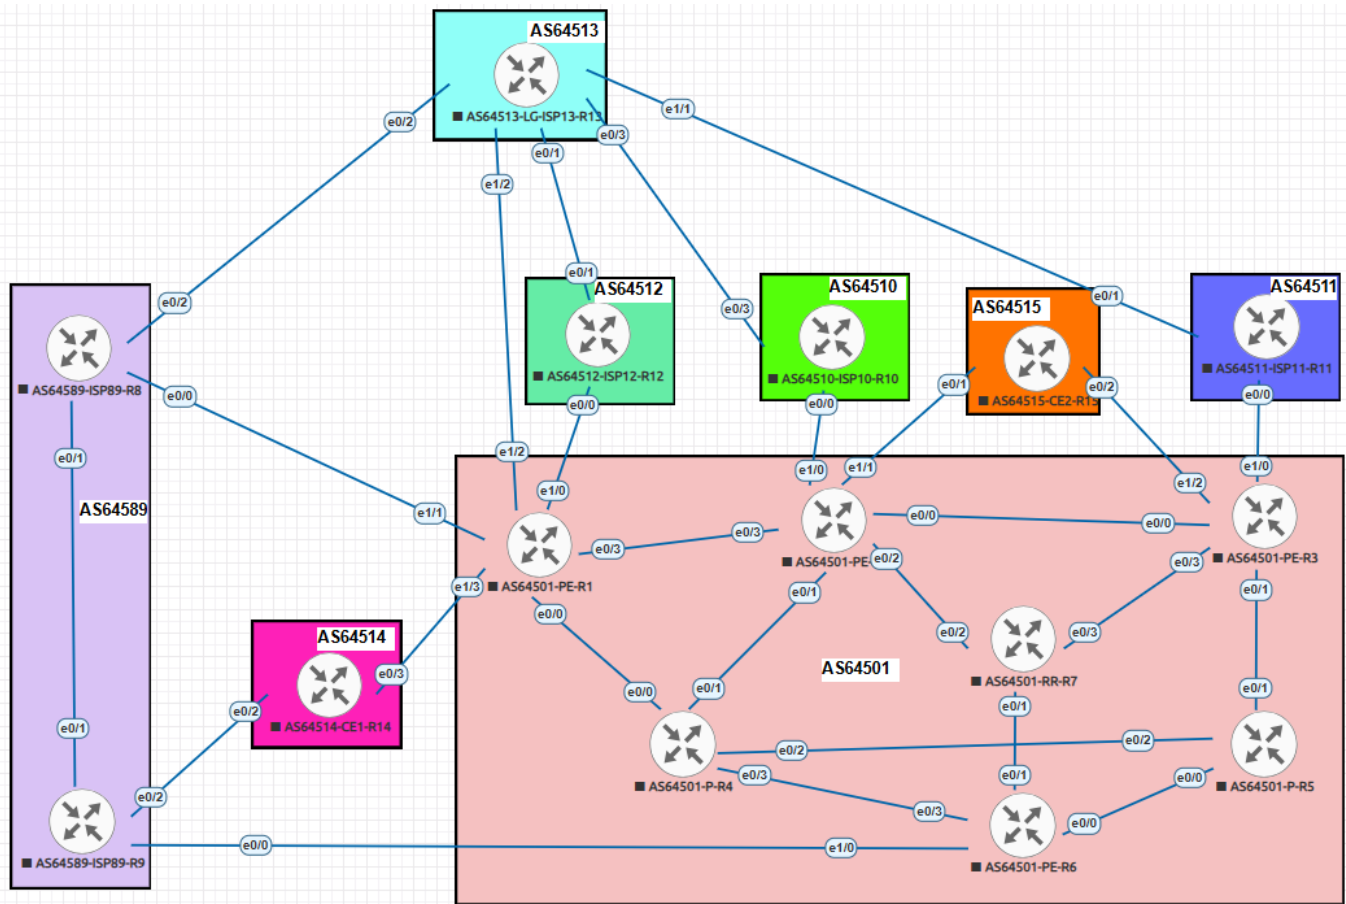 AS64513
AS64513-LG-ISP13-R13
e0/2
e1/1
e0/3
e0/1
e1/2
e0/1
AS64512
AS64512-ISP12-R12
e0/0
e0/3
AS64510
AS64510-ISP10-R10
e0/0
AS64515
AS64515-CE2-R15
e0/1
e0/2
e0/1
AS64511
AS64511-ISP11-R11
e0/0
e0/2
AS64589-ISP89-R8
e0/0
e0/1
AS64589
e0/1
AS64589-ISP89-R9
e0/2
e0/0
AS64514
AS64514-CE1-R14
e0/3
e0/2
e1/2
e1/0
e1/1
e1/3
AS64501-PE-R1
e0/3
e0/0
e1/0
e1/1
e0/3
AS64501-PE-
e0/0
e0/2
e0/1
e1/0
e1/2
e0/0
AS64501-PE-R3
e0/3
e0/1
e0/2
e0/3
AS64501-RR-R7
e0/1
AS64501
e0/0
e0/1
AS64501-P-R4
e0/2
e0/3
e0/1
e0/2
e0/0
AS64501-P-R5
e0/1
e0/3
e0/0
e1/0
AS64501-PE-R6